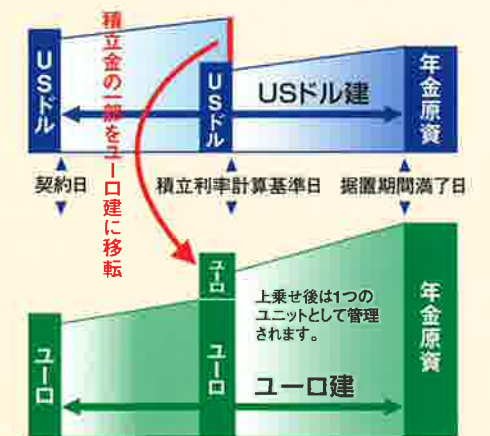 積立金の一部をユーロ建に移転
USドル
USドル
USドル建
年金原資
契約日
積立利率計算基準日
据置期間満了日
ユーロ
ユーロ
ユーロ
上乗せ後は1つの
ユニットとして管理
されます。
ユーロ建
年金原資